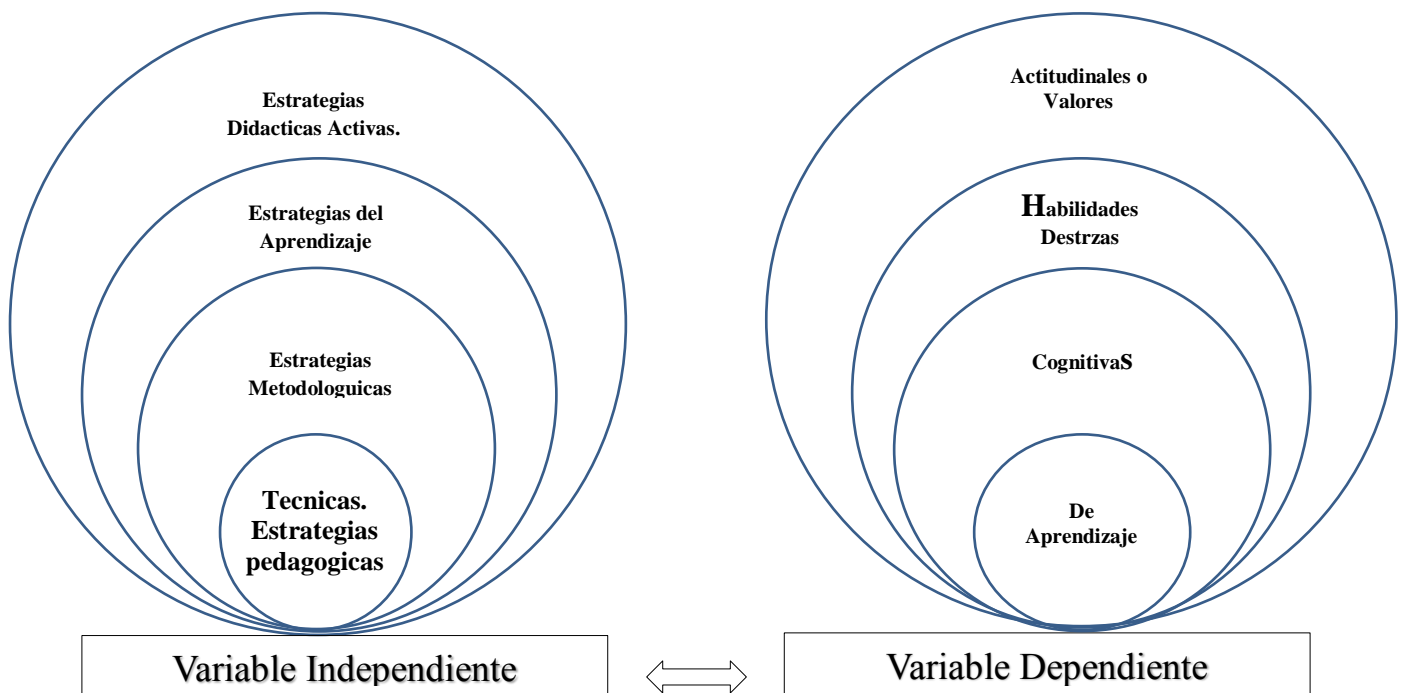 Estrategias
Didacticas Activas.
Estrategias del
Aprendizaje
Estrategias
Metodologuicas
Tecnicas.
Estrategias
pedagogicas
Variable Independiente
Actitudinales o
Valores
Habilidades
Destrzas
CognitivaS
De
Aprendizaje
Variable Dependiente